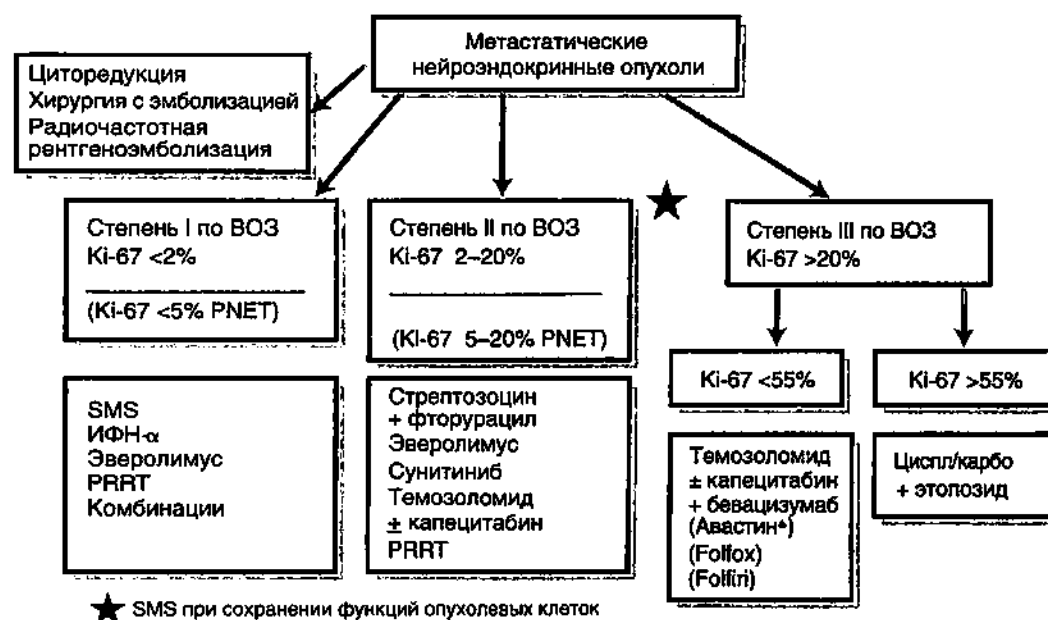 Метастатические
нейроэндокринные опухоли
Циторедукция
Хирургия с эмболизацией
Радиочастотная
рентгеноэмболизация
Степень I по ВОЗ
Ki-67 <2%
(Ki-67 <5% PNET)
Степень II по ВОЗ
Ki-67 2–20%
(Ki-67 5–20% PNET)
Степень III по ВОЗ
Ki-67 >20%
Ki-67 <55%
Ki-67 >55%
SMS
ИФН-α
Эверолимус
PRRT
Комбинации
Стрептозоцин
+ фторурацил
Эверолимус
Сунитиниб
Темозоломид
± капецитабин
PRRT
Темозоломид
± капецитабин
+ бевацизумаб
(Авастин▲)
(Folfox)
(Folfiri)
Циспл/карбо
+ этопозид
★ SMS при сохранении функций опухолевых клеток